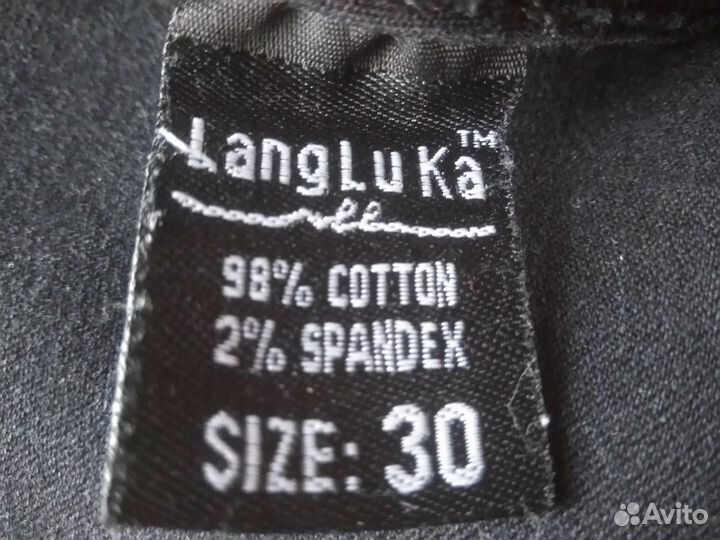 LangLuKa™
98% COTTON
2% SPANDEX
SIZE: 30
Avito